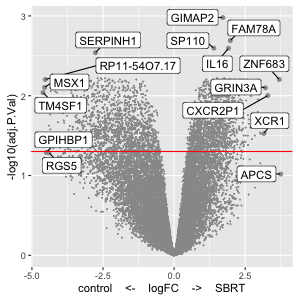 GIMAP2
FAM78A
SERPINH1
SP110
RP11-54O7.17
IL16
ZNF683
MSX1
GRIN3A
TM4SF1
CXCR2P1
XCR1
GPIHBP1
RGS5
APCS
-log10(adj.P.Val)
3
2
1
0
-5.0 -2.5 0.0 2.5
control <- logFC -> SBRT